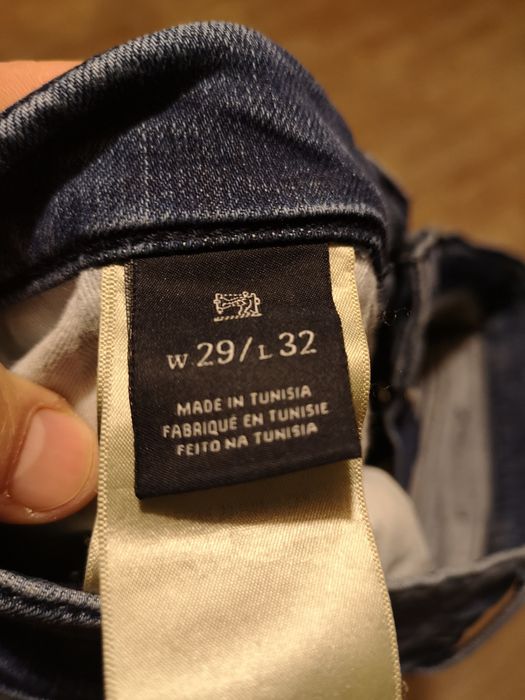 W 29/L 32
MADE IN TUNISIA
FABRIQUÉ EN TUNISIE
FEITO NA TUNISIA